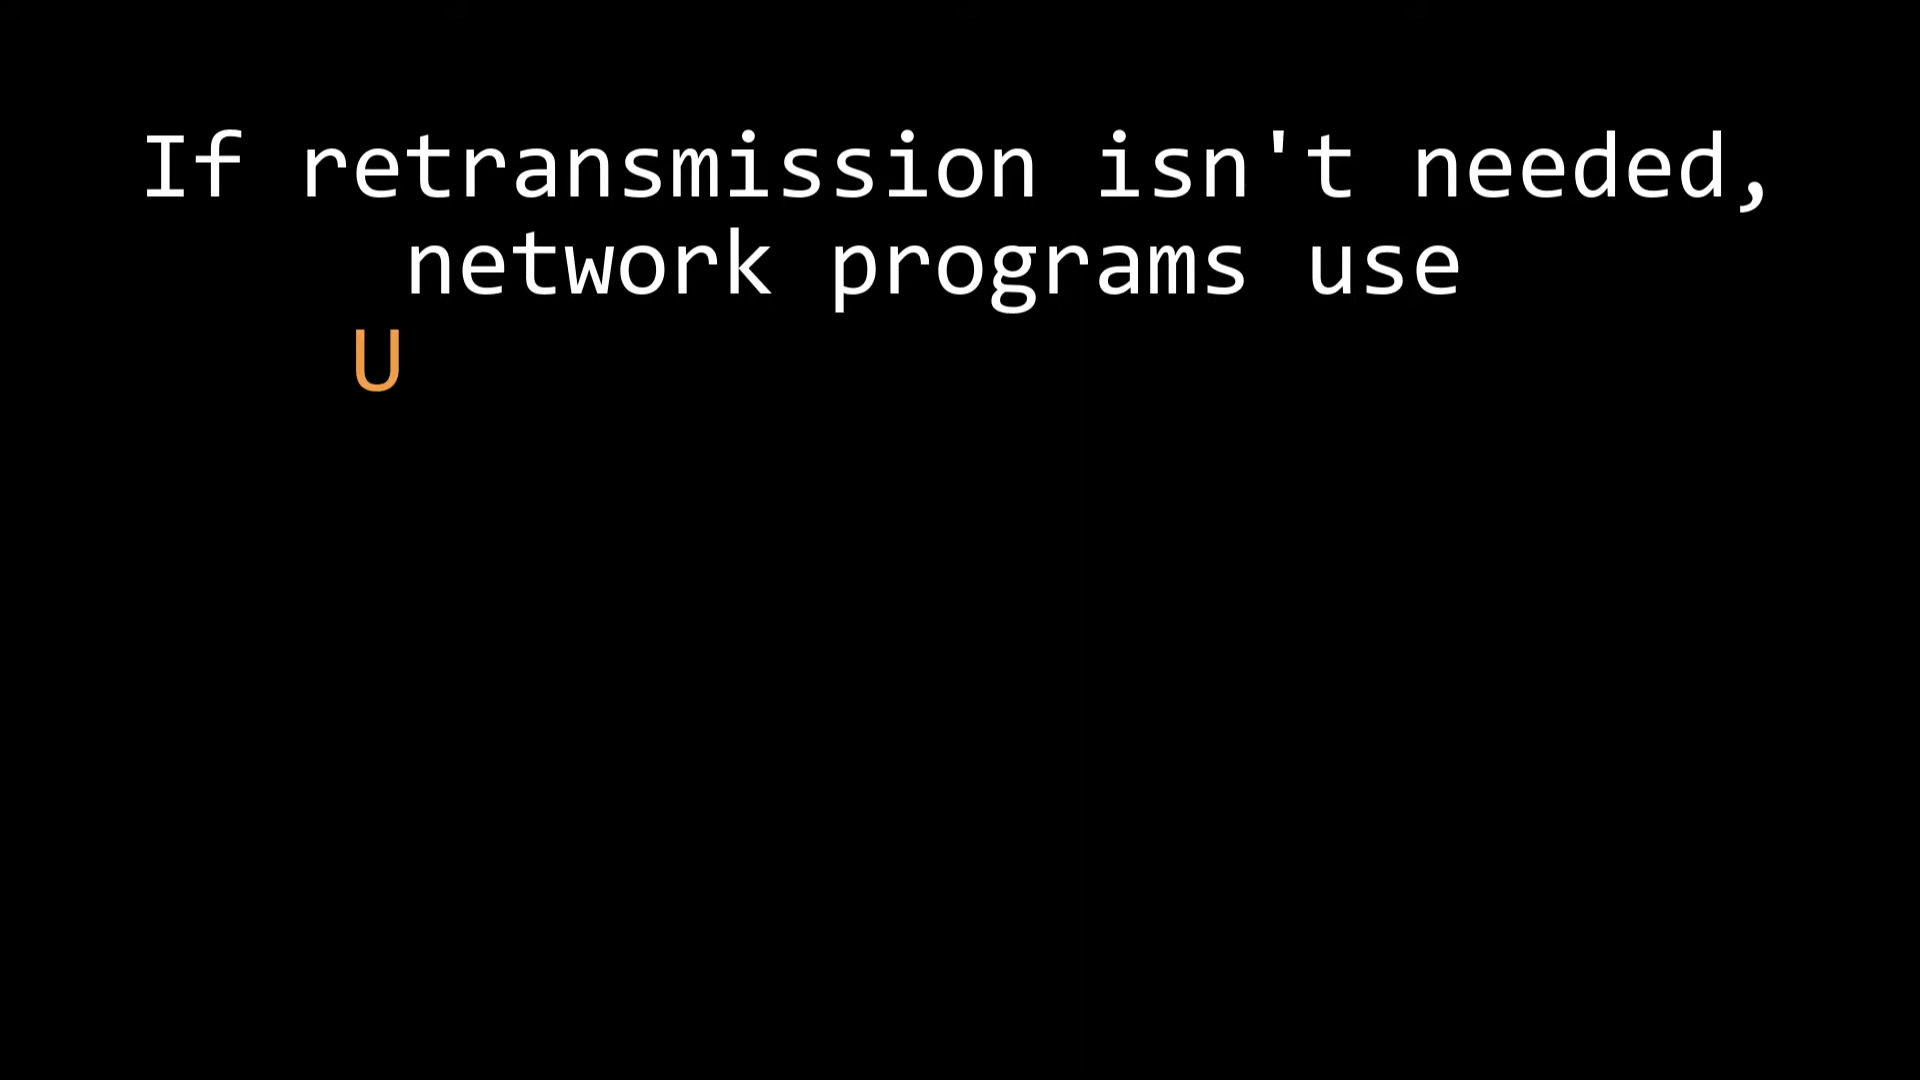 If retransmission isn't needed,
network programs use
U